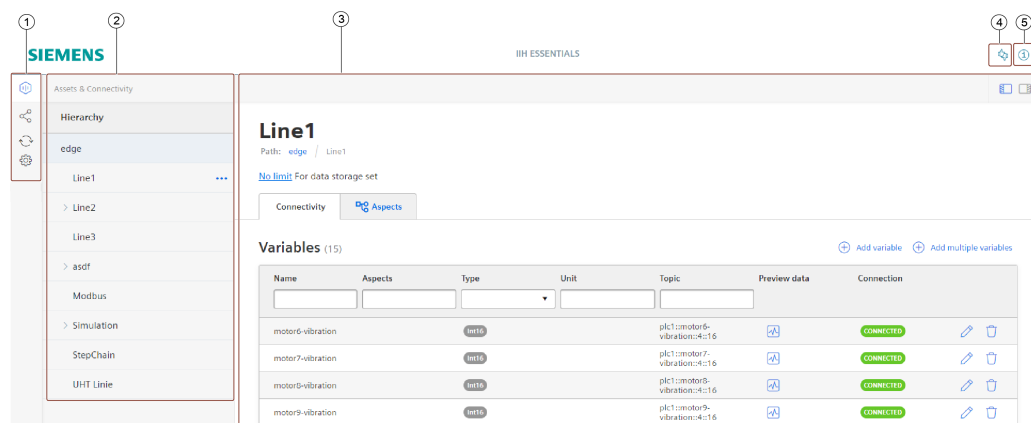 1 2 3 4 5
SIEMENS
IIH ESSENTIALS
Assets & Connectivity
Hierarchy
edge
Line1
Line2
Line3
asdf
Modbus
Simulation
StepChain
UHT Linie
Line1
Path: edge / Line1
No limit For data storage set
Connectivity Aspects
Variables (15) Add variable Add multiple variables
Name Aspects Type Unit Topic Preview data Connection
motor6-vibration Int16 plc1::motor6-
vibration::4::16 CONNECTED
motor7-vibration Int16 plc1::motor7-
vibration::4::16 CONNECTED
motor8-vibration Int16 plc1::motor8-
vibration::4::16 CONNECTED
motor9-vibration Int16 plc1::motor9-
vibration::4::16 CONNECTED